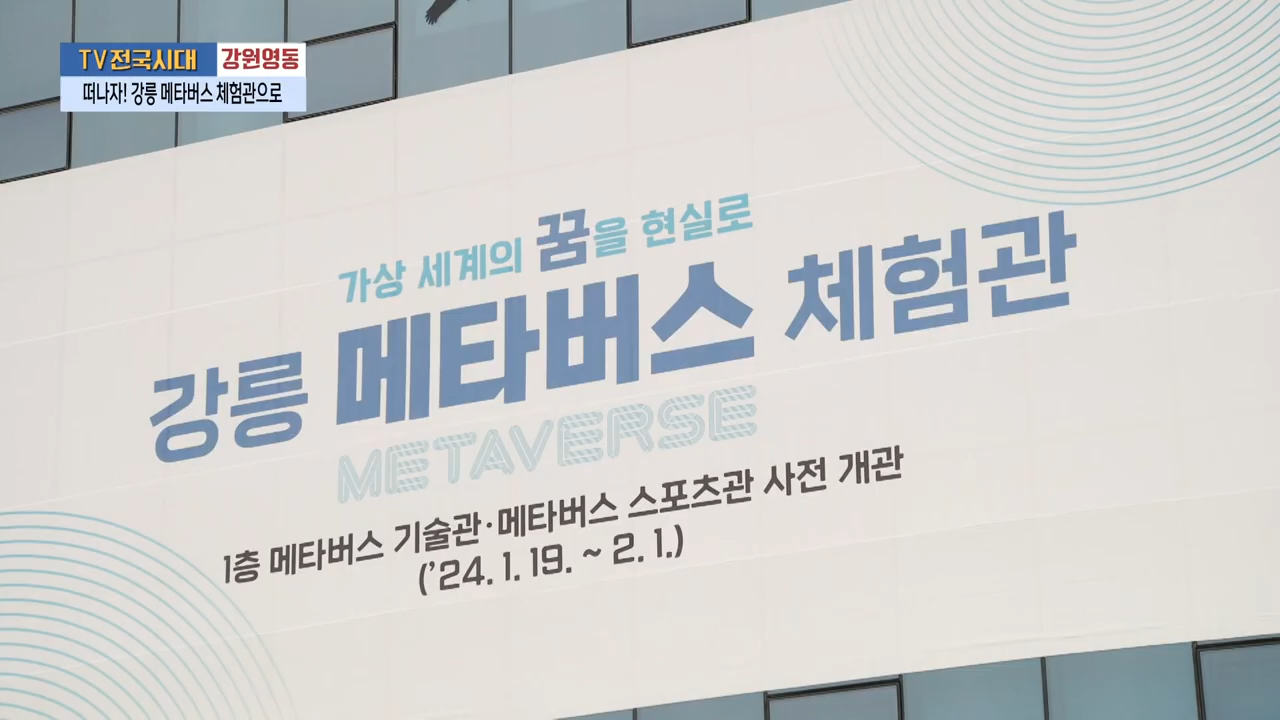 TV전국시대 강원영동
떠나자! 강릉 메타버스 체험관으로
가상 세계의 꿈을 현실로
강릉 메타버스 체험관
METAVERSE
1층 메타버스 기술관·메타버스 스포츠관 사전 개관
('24. 1. 19. ~ 2. 1.)